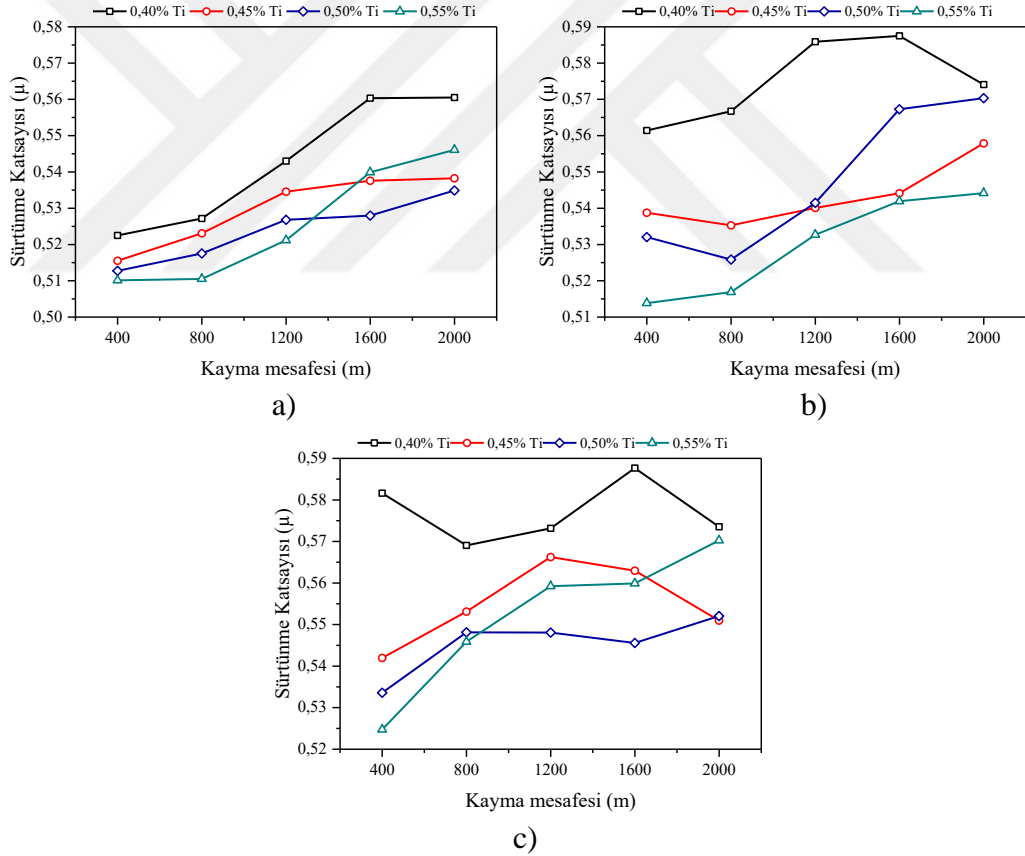 0,40% Ti 0,45% Ti 0,50% Ti 0,55% Ti
0,58
0,57
0,56
0,55
0,54
0,53
0,52
0,51
0,50
Sürtünme Katsayısı (µ)
400 800 1200 1600 2000
Kayma mesafesi (m)
a)
0,40% Ti 0,45% Ti 0,50% Ti 0,55% Ti
0,59
0,58
0,57
0,56
0,55
0,54
0,53
0,52
0,51
Sürtünme Katsayısı (µ)
400 800 1200 1600 2000
Kayma mesafesi (m)
b)
0,40% Ti 0,45% Ti 0,50% Ti 0,55% Ti
0,59
0,58
0,57
0,56
0,55
0,54
0,53
0,52
Sürtünme Katsayısı (µ)
400 800 1200 1600 2000
Kayma mesafesi (m)
c)